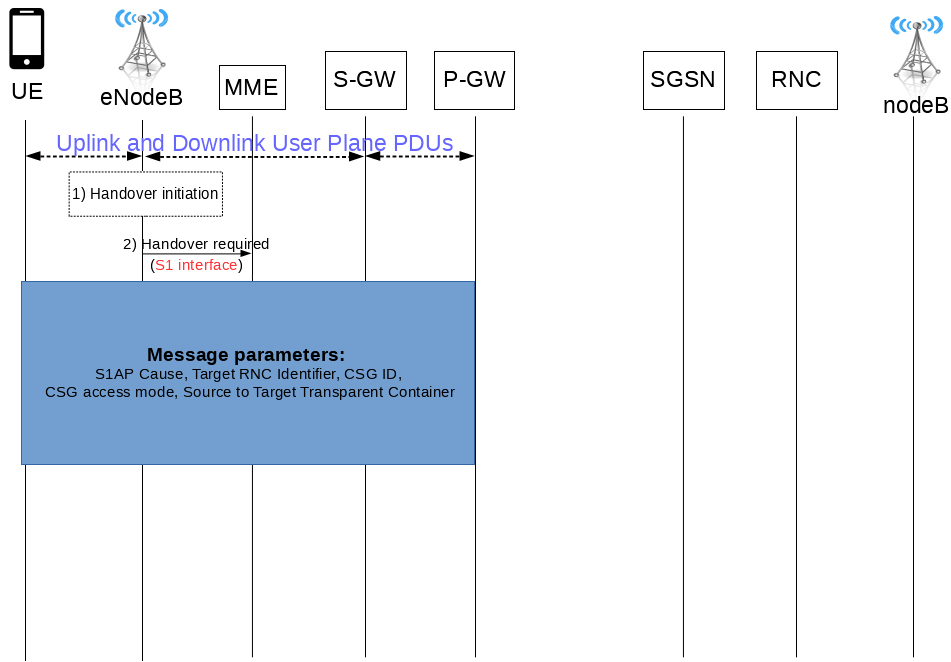 UE
eNodeB
MME
S-GW
P-GW
SGSN
RNC
nodeB
Uplink and Downlink User Plane PDUs
1) Handover initiation
2) Handover required
(S1 interface)
Message parameters:
S1AP Cause, Target RNC Identifier, CSG ID,
CSG access mode, Source to Target Transparent Container